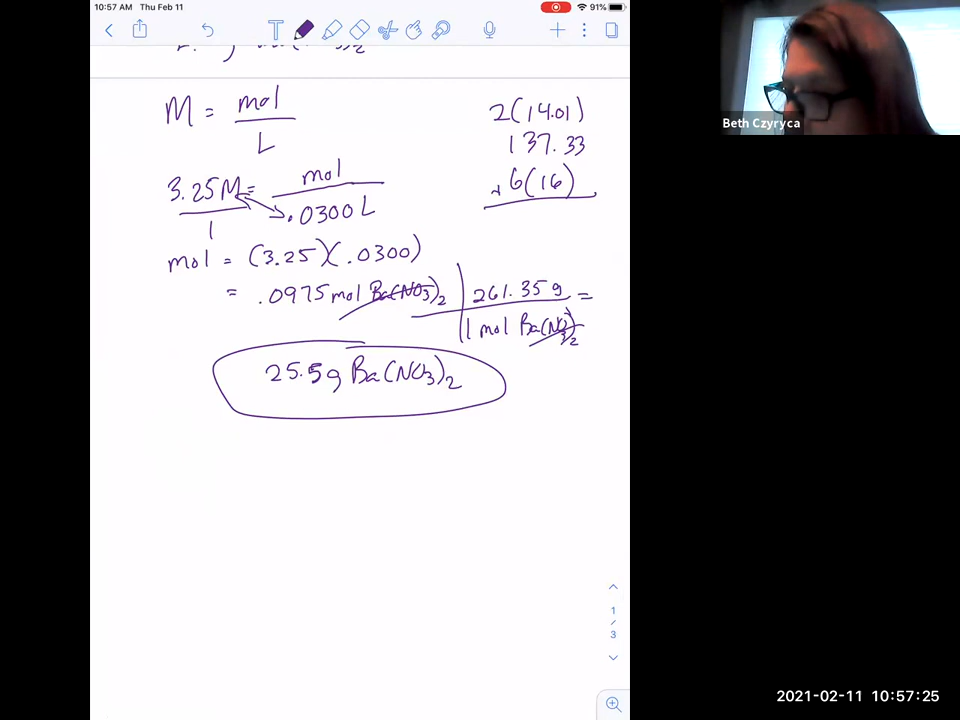 10:57 AM Thu Feb 11
91%
M = mol
L
3.25M = mol
1 .0300 L
mol = (3.25)(.0300)
= .0975 mol Ba(NO3)2 | 261.35 g =
1 mol Ba(NO3)2
25.5g Ba(NO3)2
2(14.01)
137.33
+ 6(16)
Beth Czyryca
1
/
3
2021-02-11 10:57:25